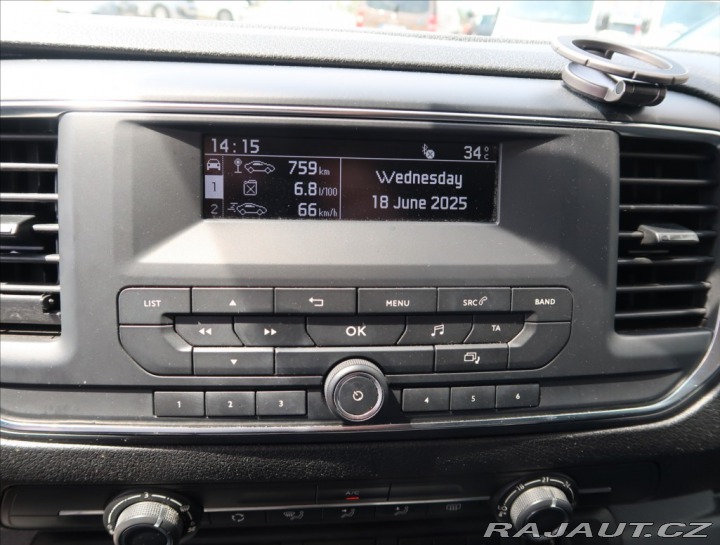 14:15
34°C
759 km
1
6.8 l/100
2
66 km/h
Wednesday
18 June 2025
LIST
MENU
SRC
BAND
OK
TA
1
2
3
4
5
6
RAJAUT.CZ